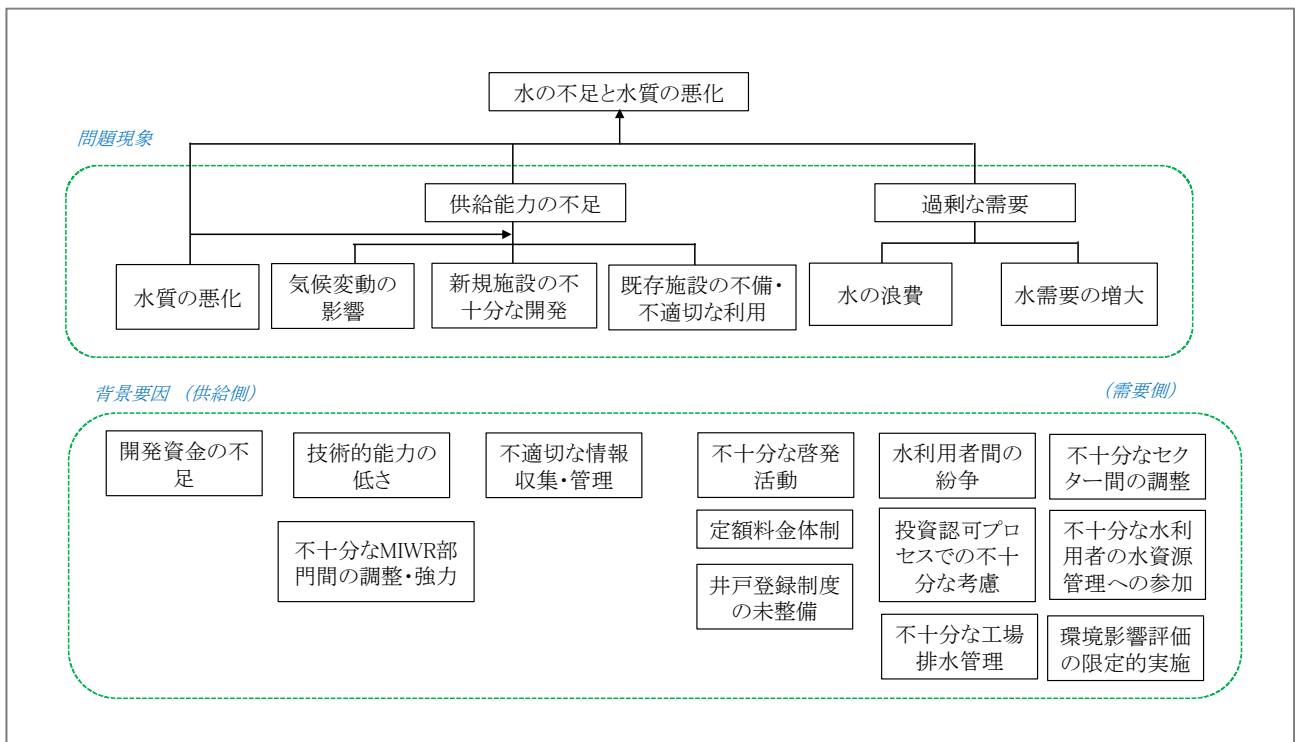 水の不足と水質の悪化
問題現象
供給能力の不足
過剰な需要
水質の悪化
気候変動の
影響
新規施設の不
十分な開発
既存施設の不備・
不適切な利用
水の浪費
水需要の増大
背景要因 (供給側)
(需要側)
開発資金の不
足
技術的能力の
低さ
不適切な情報
収集・管理
不十分な啓発
活動
水利用者間の
紛争
不十分なセク
ター間の調整
不十分なMIWR部
門間の調整・強力
定額料金体制
投資認可プロ
セスでの不十
分な考慮
不十分な水利
用者の水資源
管理への参加
井戸登録制度
の未整備
不十分な工場
排水管理
環境影響評価
の限定的実施